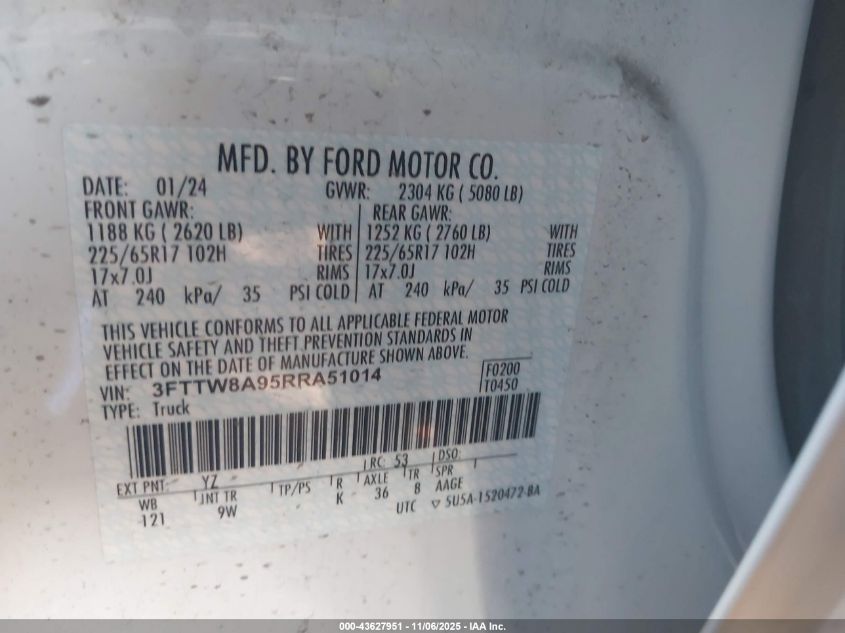 MFD. BY FORD MOTOR CO.
DATE: 01/24 GVWR: 2304 KG ( 5080 LB)
FRONT GAWR: REAR GAWR:
1188 KG ( 2620 LB) WITH 1252 KG ( 2760 LB) WITH
225/65R17 102H TIRES 225/65R17 102H TIRES
17x7.0J RIMS 17x7.0J RIMS
AT 240 kPa/ 35 PSI COLD AT 240 kPa/ 35 PSI COLD
THIS VEHICLE CONFORMS TO ALL APPLICABLE FEDERAL MOTOR
VEHICLE SAFETY AND THEFT PREVENTION STANDARDS IN
EFFECT ON THE DATE OF MANUFACTURE SHOWN ABOVE.
VIN: 3FTTW8A95RRA51014 F0200
TYPE: Truck T0450
EXT PNT: YZ RC: 53 DSO:
WB INT TR TP/PS R AXLE TR SPR
121 9W K 36 B AAGE
UTC ▽ 5U5A-1520472-BA
000-43627951 - 11/06/2025 - IAA Inc.